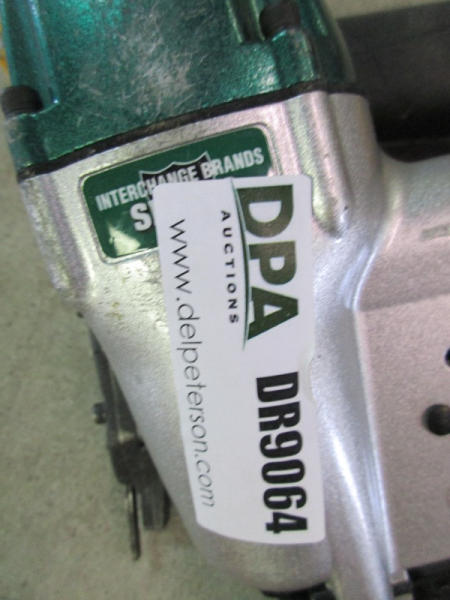 INTERCHANGE BRANDS
DPA
AUCTIONS
www.delpeterson.com
DR9064